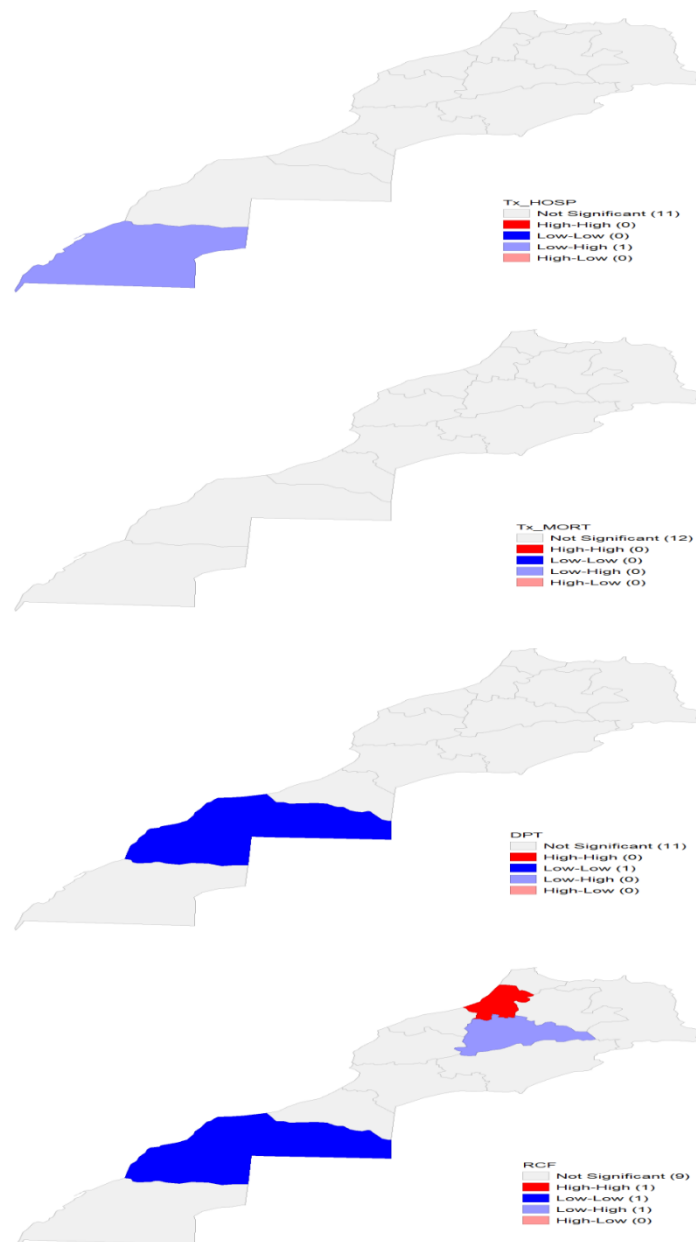 Tx_HOSP
Not Significant (11)
High-High (0)
Low-Low (0)
Low-High (1)
High-Low (0)
Tx_MORT
Not Significant (12)
High-High (0)
Low-Low (0)
Low-High (0)
High-Low (0)
DPT
Not Significant (11)
High-High (0)
Low-Low (1)
Low-High (0)
High-Low (0)
RCF
Not Significant (9)
High-High (1)
Low-Low (1)
Low-High (1)
High-Low (0)